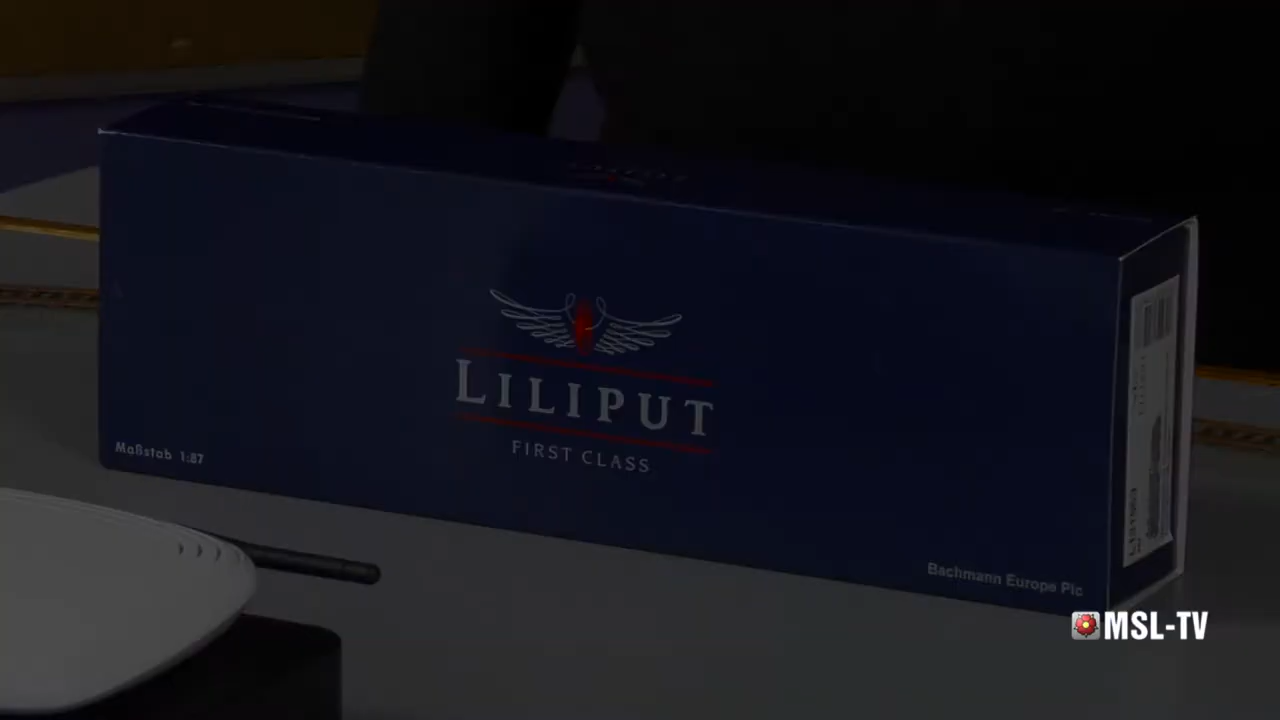 LILIPUT
FIRST CLASS
Maßstab 1:87
Bachmann Europe Plc
MSL-TV